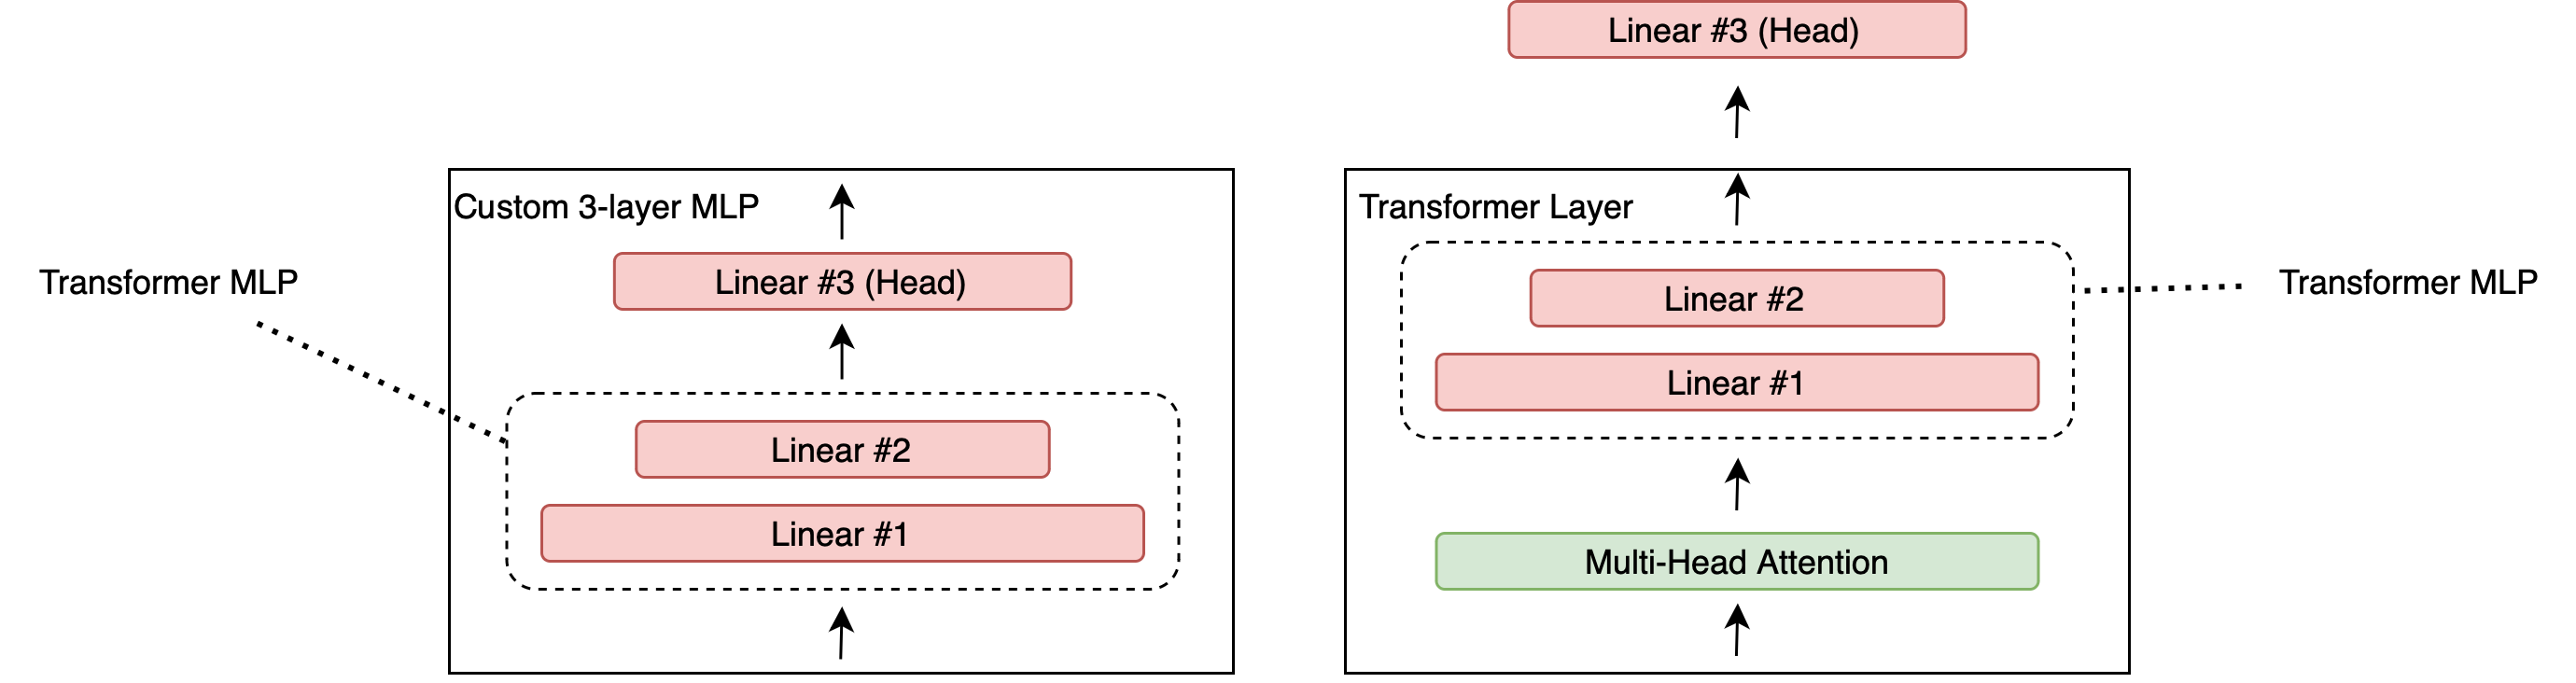 Linear #3 (Head)
Custom 3-layer MLP
Transformer MLP
Linear #3 (Head)
Linear #2
Linear #1
Transformer Layer
Linear #2
Linear #1
Multi-Head Attention
Transformer MLP